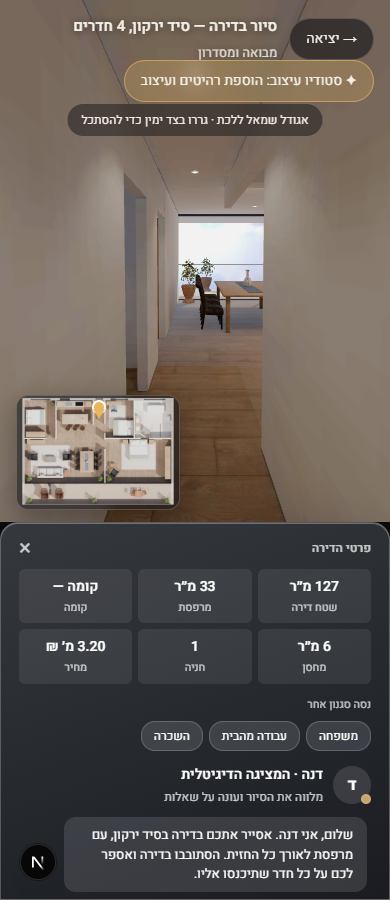 → יציאה
סיור בדירה — סיד ירקון, 4 חדרים
מבואה ומסדרון
✦ סטודיו עיצוב: הוספת רהיטים ועיצוב
אגודל שמאל ללכת · גררו בצד ימין כדי להסתכל
פרטי הדירה ✕
127 מ״ר
שטח דירה
33 מ״ר
מרפסת
קומה —
קומה
6 מ״ר
מחסן
1
חניה
3.20 מ׳ ₪
מחיר
נסה סגנון אחר
משפחה
עבודה מהבית
השכרה
ד
דנה · המציגה הדיגיטלית
מלווה את הסיור ועונה על שאלות
שלום, אני דנה. אסייר אתכם בדירה בסיד ירקון, עם
מרפסת לאורך כל החזית. הסתובבו בדירה ואספר
לכם על כל חדר שתיכנסו אליו.
N